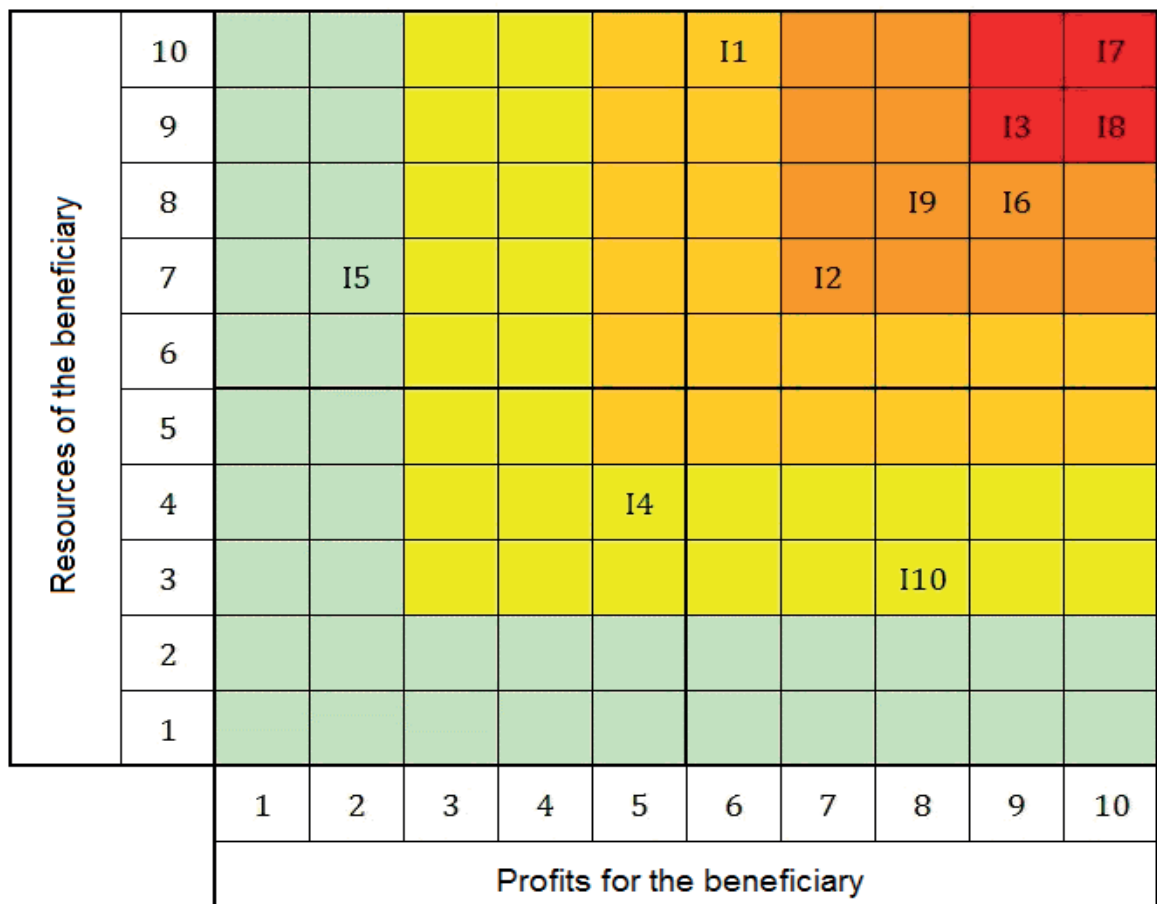 Resources of the beneficiary
10 I1 I7
9 I3 I8
8 I9 I6
7 I5 I2
6
5
4 I4
3 I10
2
1
1 2 3 4 5 6 7 8 9 10
Profits for the beneficiary